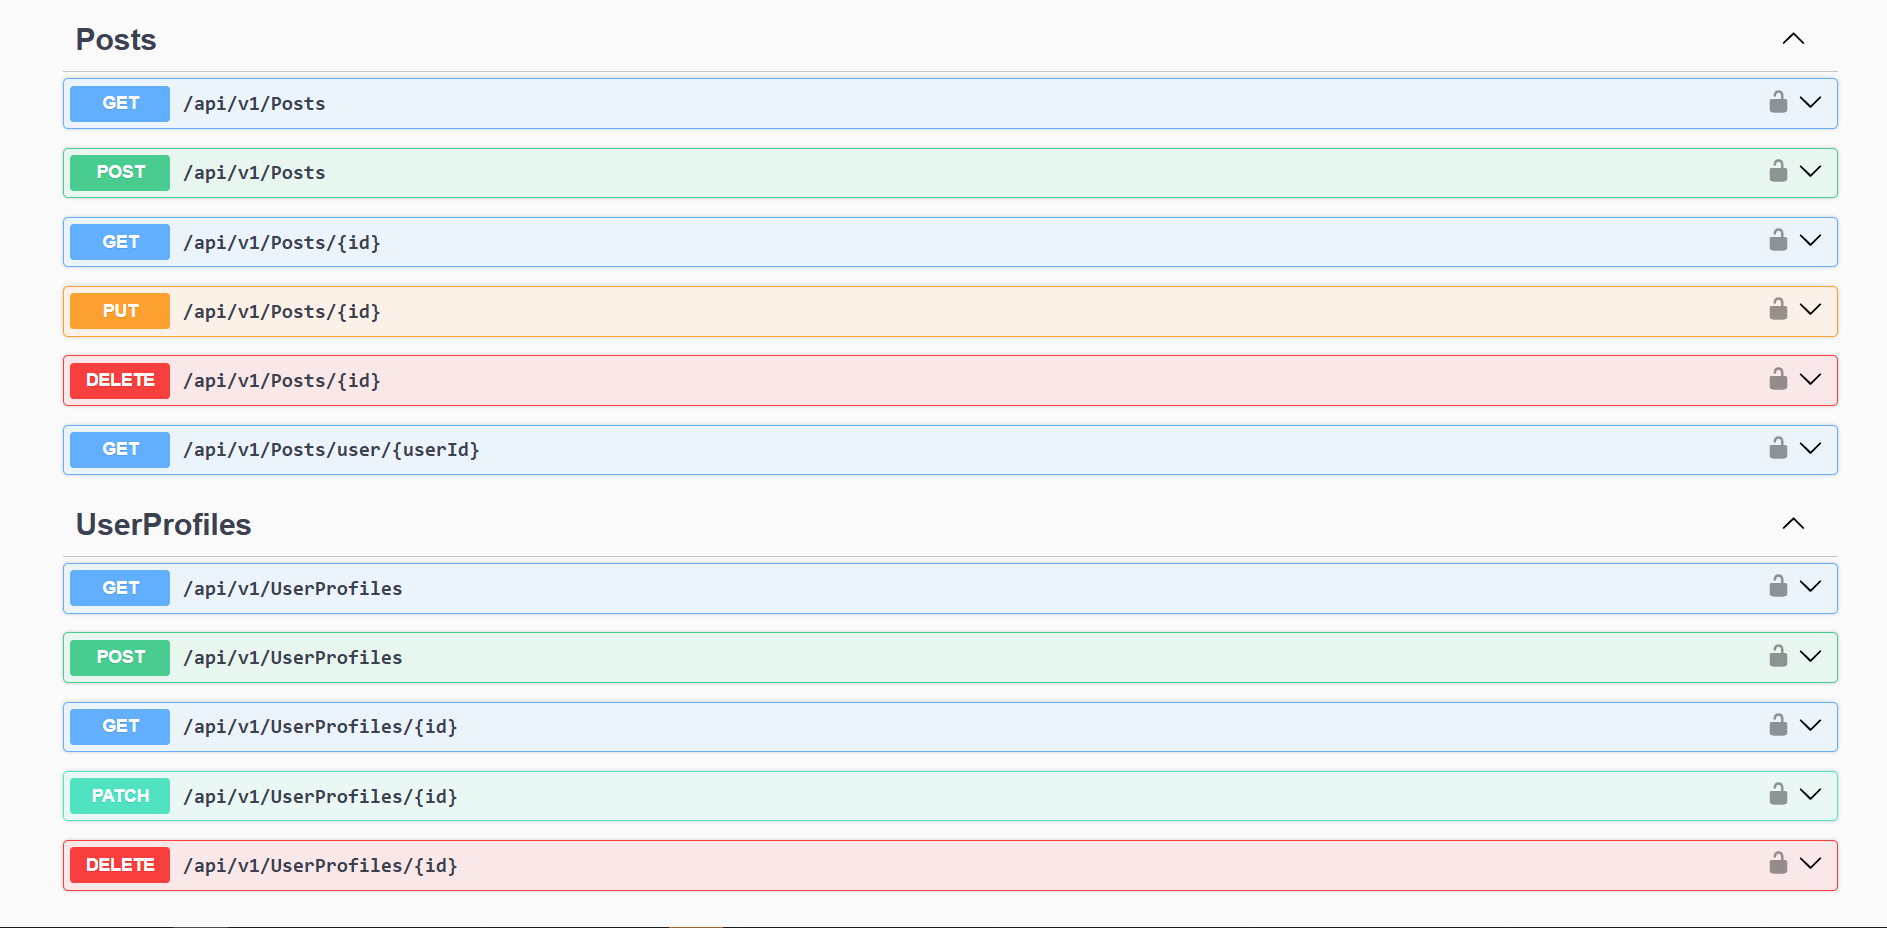 Posts
GET /api/v1/Posts
POST /api/v1/Posts
GET /api/v1/Posts/{id}
PUT /api/v1/Posts/{id}
DELETE /api/v1/Posts/{id}
GET /api/v1/Posts/user/{userId}
UserProfiles
GET /api/v1/UserProfiles
POST /api/v1/UserProfiles
GET /api/v1/UserProfiles/{id}
PATCH /api/v1/UserProfiles/{id}
DELETE /api/v1/UserProfiles/{id}